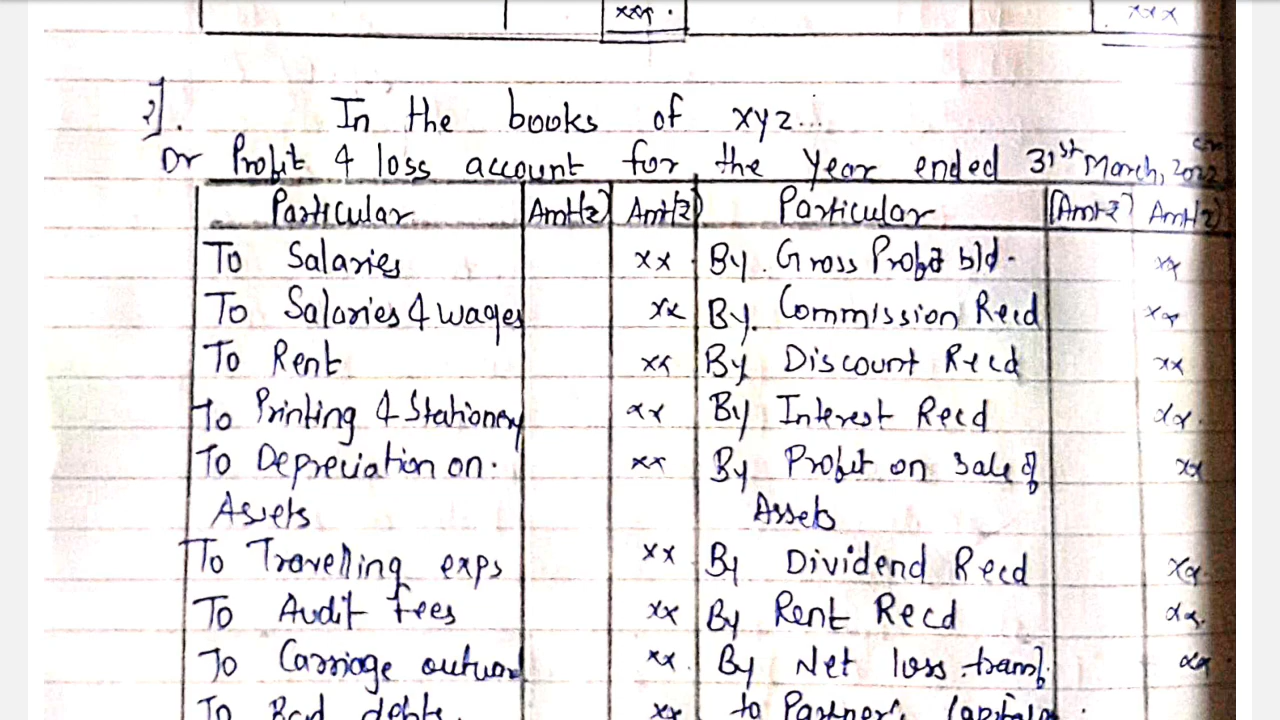 xxx. xxx
2]. In the books of xyz...
Dr Profit & loss account for the year ended 31st March, 2022 Cr
Particular Amt(₹) Amt(₹) Particular Amt(₹) Amt(₹)
To Salaries xx By Gross Profit b/d. xx
To Salaries & wages xx By Commission Recd xx
To Rent xx By Discount Recd xx
To Printing & Stationery xx By Interest Recd xx.
To Depreciation on. xx By Profit on Sale of xx
Assets Assets
To Travelling exps xx By Dividend Recd xx.
To Audit fees xx By Rent Recd xx.
To Carriage outward xx. By Net loss transf. xx.
To Bad debts. xx to Partner's Capital